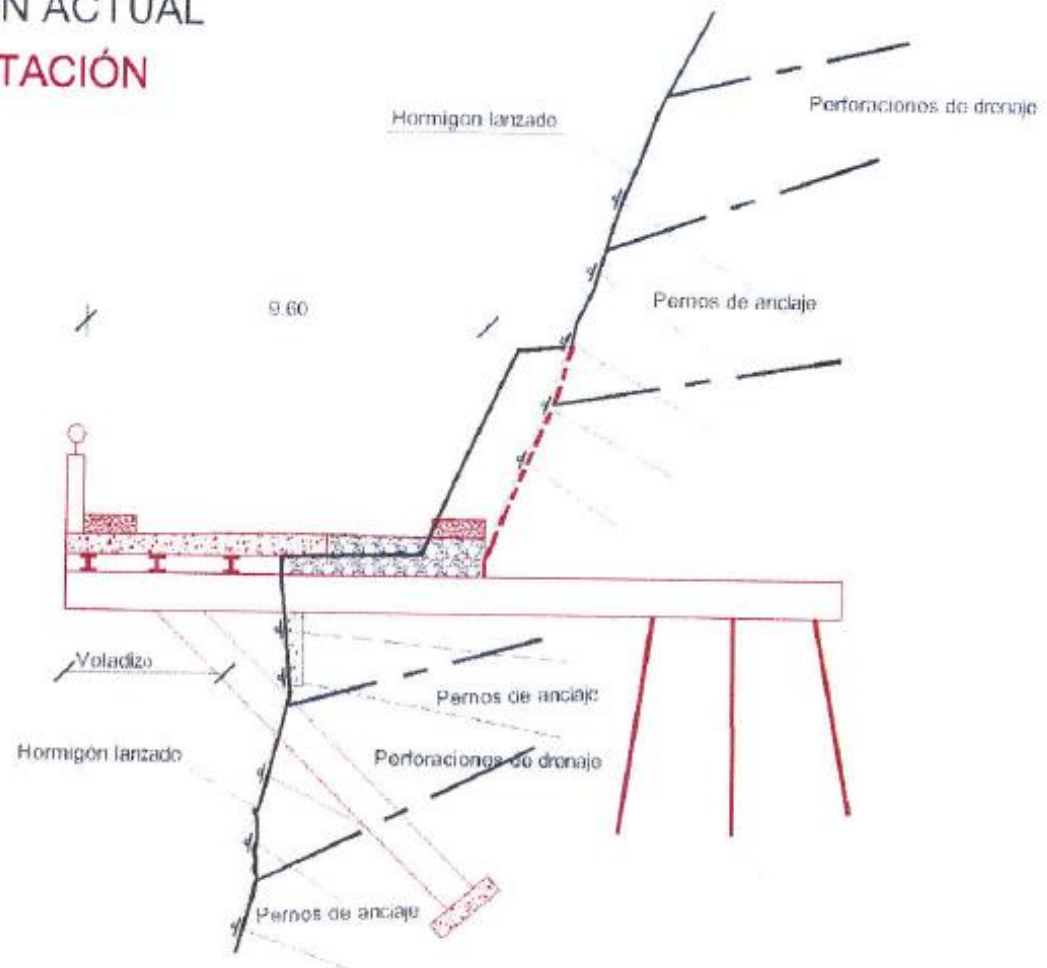 N ACTUAL
TACIÓN
Hormigon lanzado
Perforaciones de drenaje
9.60
Pernos de anclaje
Voladizo
Pernos de anclaje
Hormigón lanzado
Perforaciones de drenaje
Pernos de anclaje